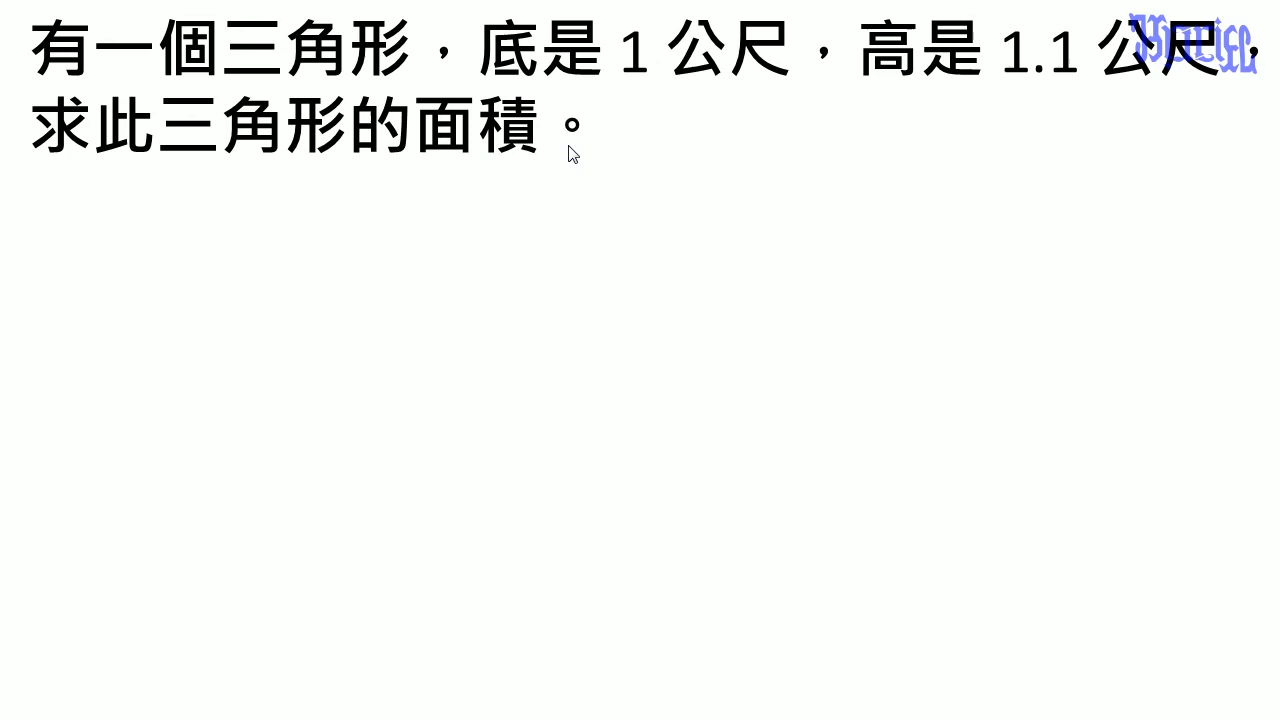 有一個三角形，底是 1 公尺，高是 1.1 公尺，
求此三角形的面積。